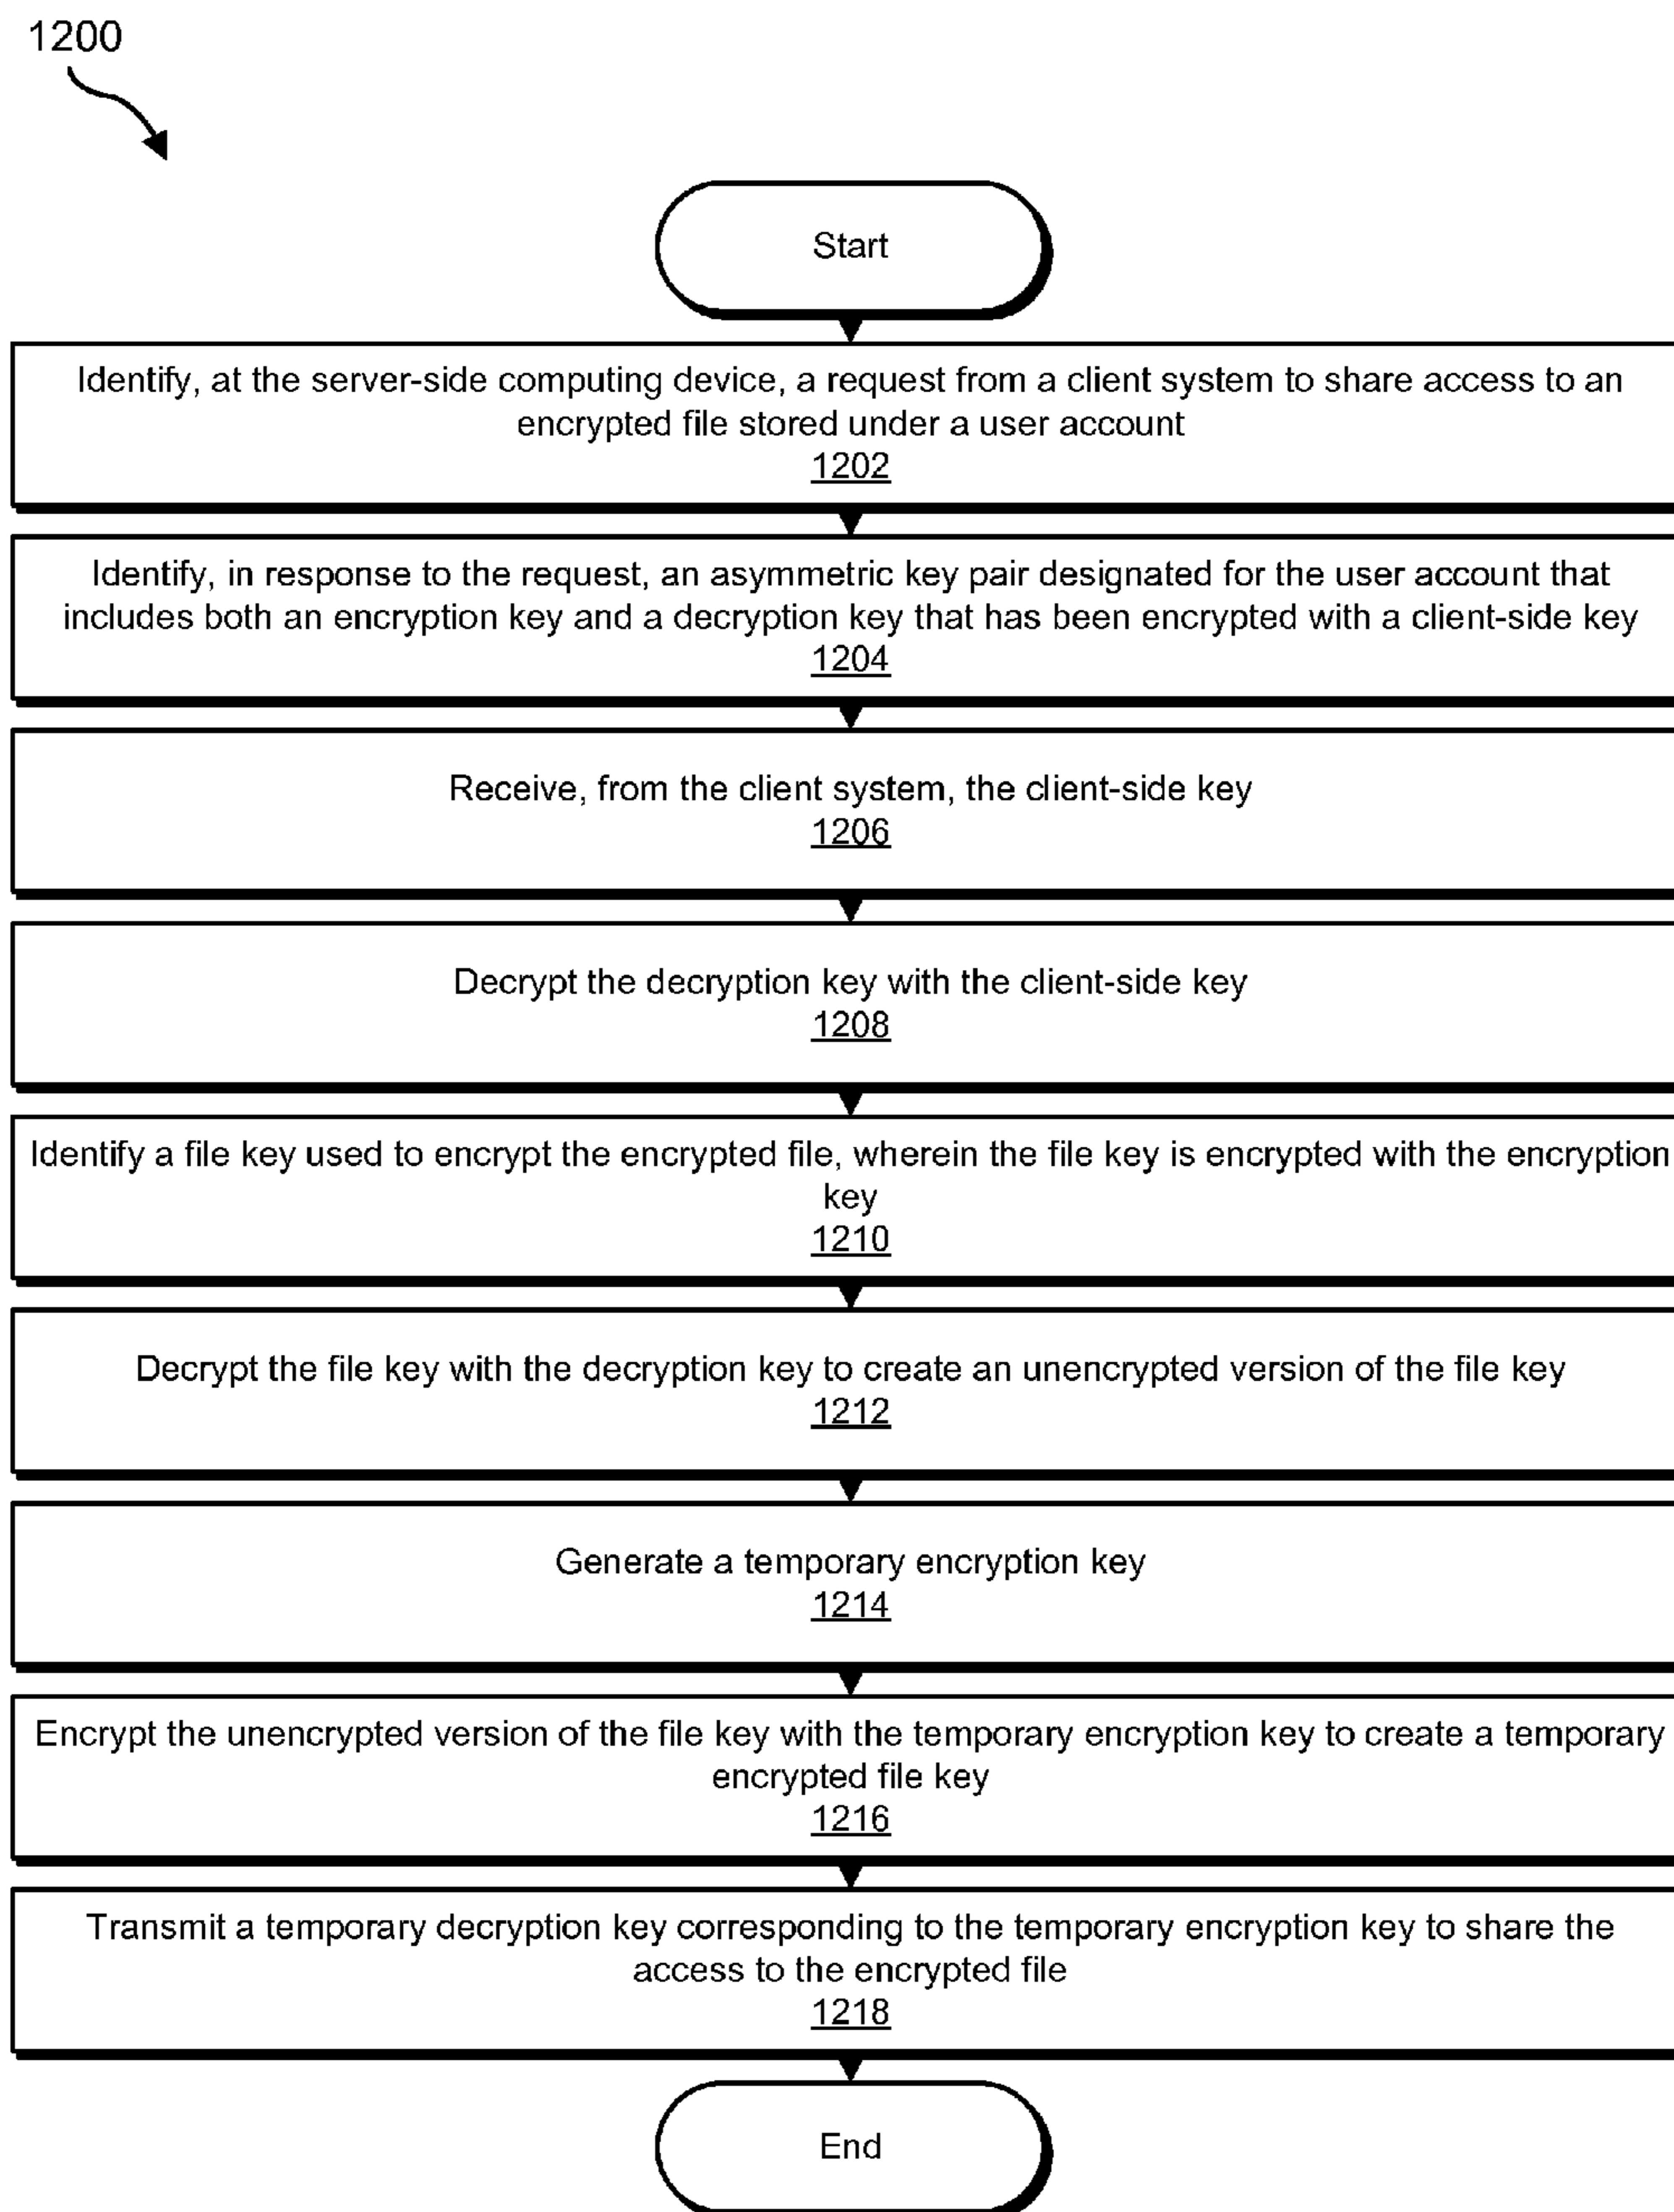 1200
Start
Identify, at the server-side computing device, a request from a client system to share access to an
encrypted file stored under a user account
1202
Identify, in response to the request, an asymmetric key pair designated for the user account that
includes both an encryption key and a decryption key that has been encrypted with a client-side key
1204
Receive, from the client system, the client-side key
1206
Decrypt the decryption key with the client-side key
1208
Identify a file key used to encrypt the encrypted file, wherein the file key is encrypted with the encryption
key
1210
Decrypt the file key with the decryption key to create an unencrypted version of the file key
1212
Generate a temporary encryption key
1214
Encrypt the unencrypted version of the file key with the temporary encryption key to create a temporary
encrypted file key
1216
Transmit a temporary decryption key corresponding to the temporary encryption key to share the
access to the encrypted file
1218
End